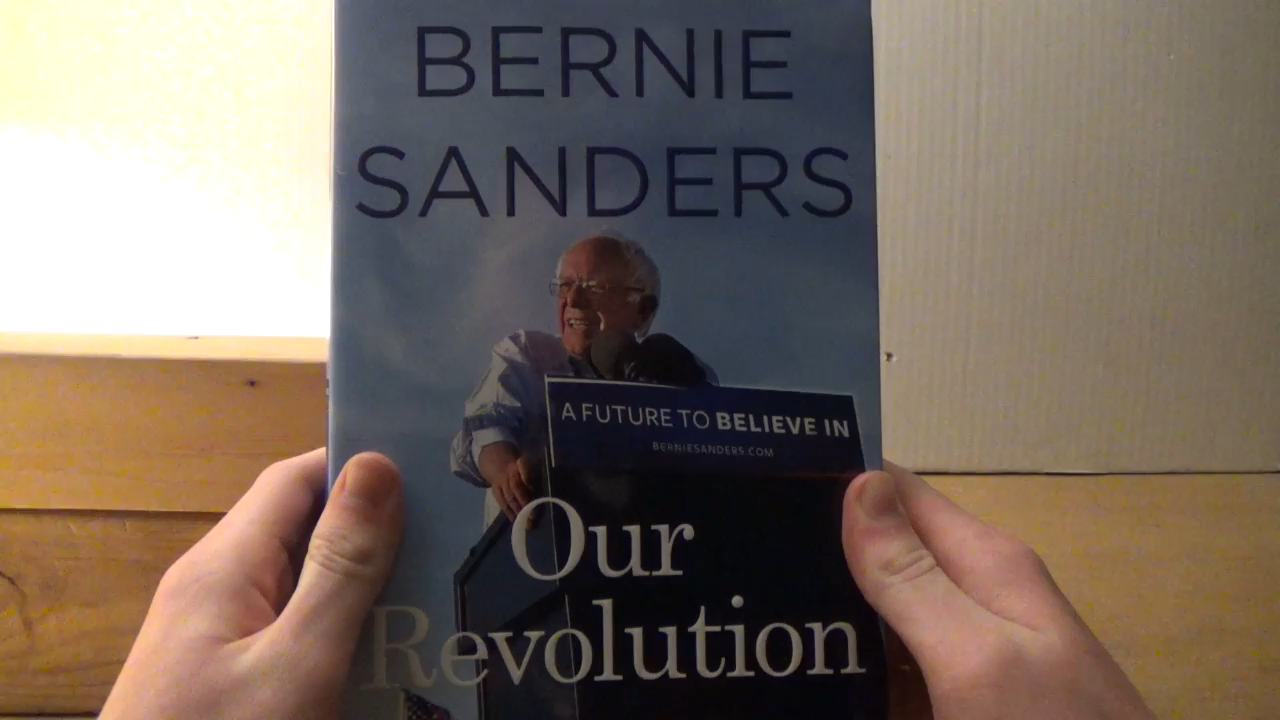 BERNIE
SANDERS
A FUTURE TO BELIEVE IN
BERNIESANDERS.COM
Our
Revolution